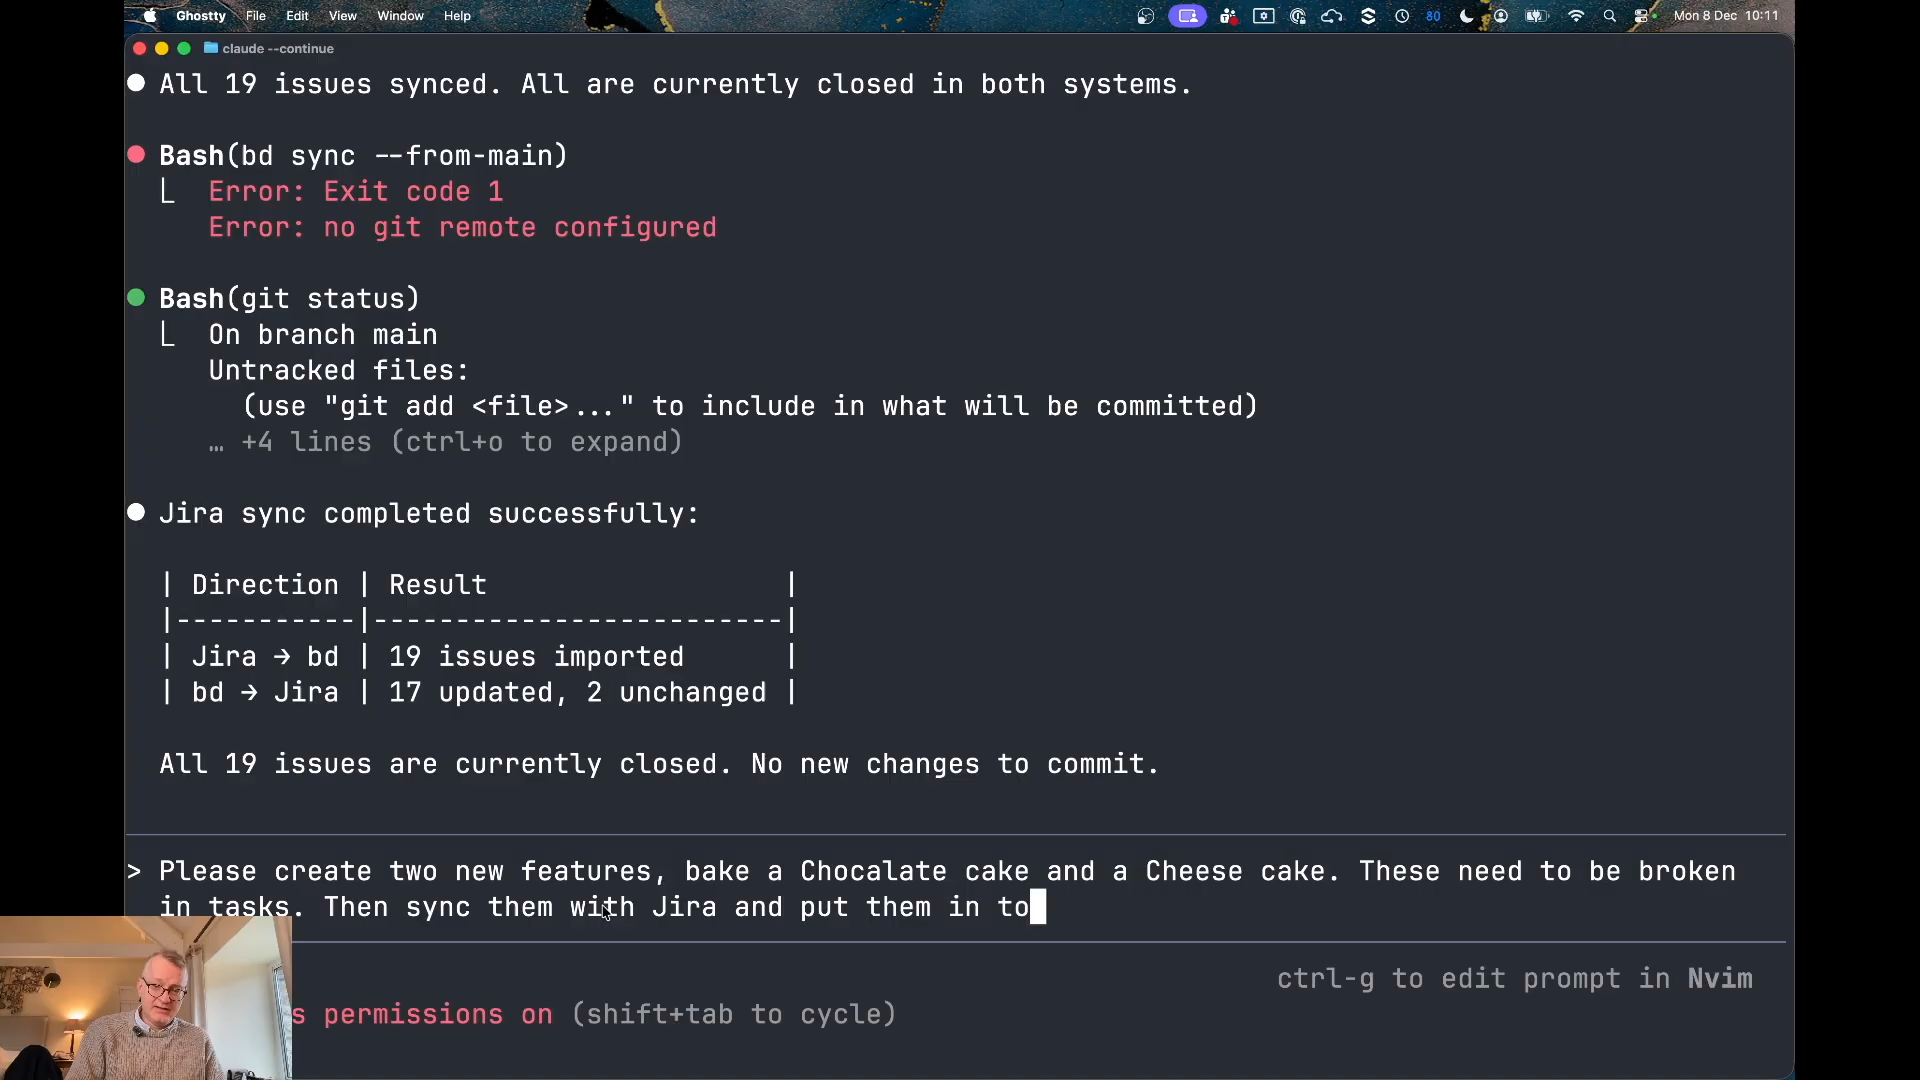 Ghostty File Edit View Window Help
80 Mon 8 Dec 10:11
claude --continue
All 19 issues synced. All are currently closed in both systems.
Bash(bd sync --from-main)
Error: Exit code 1
Error: no git remote configured
Bash(git status)
On branch main
Untracked files:
(use "git add <file>..." to include in what will be committed)
… +4 lines (ctrl+o to expand)
Jira sync completed successfully:
| Direction | Result |
|-----------|-------------------------|
| Jira → bd | 19 issues imported |
| bd → Jira | 17 updated, 2 unchanged |
All 19 issues are currently closed. No new changes to commit.
> Please create two new features, bake a Chocalate cake and a Cheese cake. These need to be broken
in tasks. Then sync them with Jira and put them in to
ctrl-g to edit prompt in Nvim
s permissions on (shift+tab to cycle)